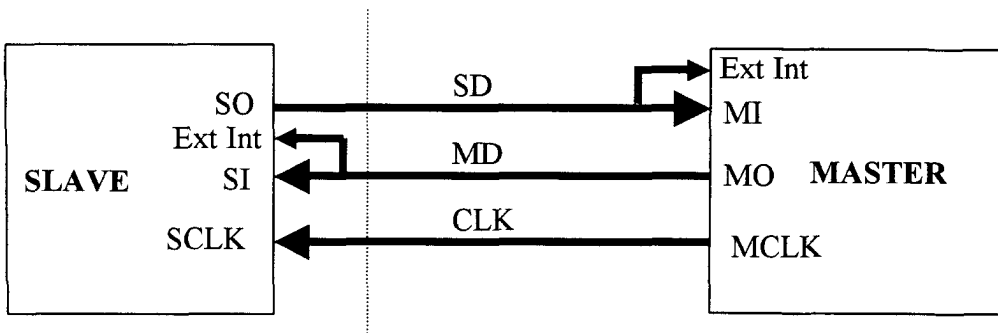 SLAVE
SO
Ext Int
SI
SCLK
SD
MD
CLK
Ext Int
MI
MO
MCLK
MASTER